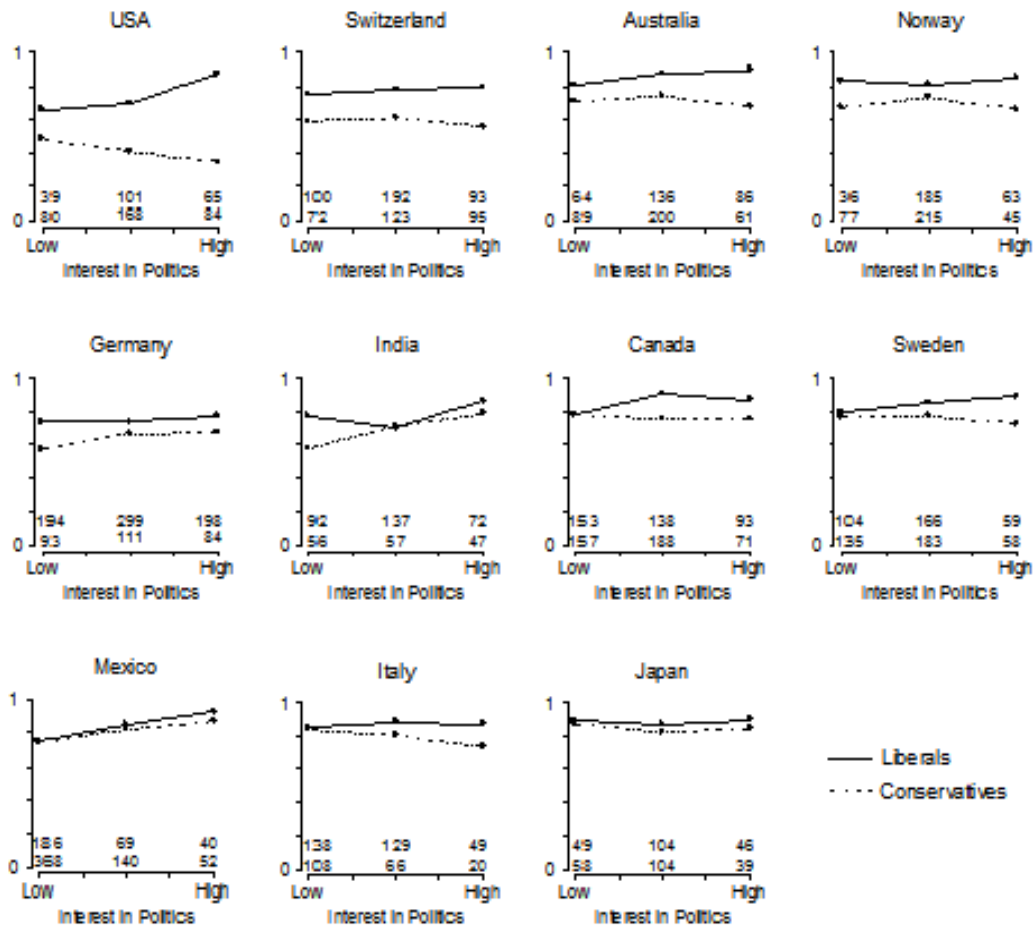 USA Switzerland Australia Norway
1 1 1 1
39 101 65 100 192 93 64 136 86 36 185 63
80 168 84 72 123 95 89 200 61 77 215 45
0 0 0 0
Low High Low High Low High Low High
Interest in Politics Interest in Politics Interest in Politics Interest in Politics
Germany India Canada Sweden
1 1 1 1
194 299 198 92 137 72 153 138 93 104 166 59
93 111 84 56 57 47 157 188 71 135 183 58
0 0 0 0
Low High Low High Low High Low High
Interest in Politics Interest in Politics Interest in Politics Interest in Politics
Mexico Italy Japan
1 1 1
Liberals
Conservatives
186 69 40 138 129 49 49 104 46
368 140 52 108 66 20 58 104 39
0 0 0
Low High Low High Low High
Interest in Politics Interest in Politics Interest in Politics